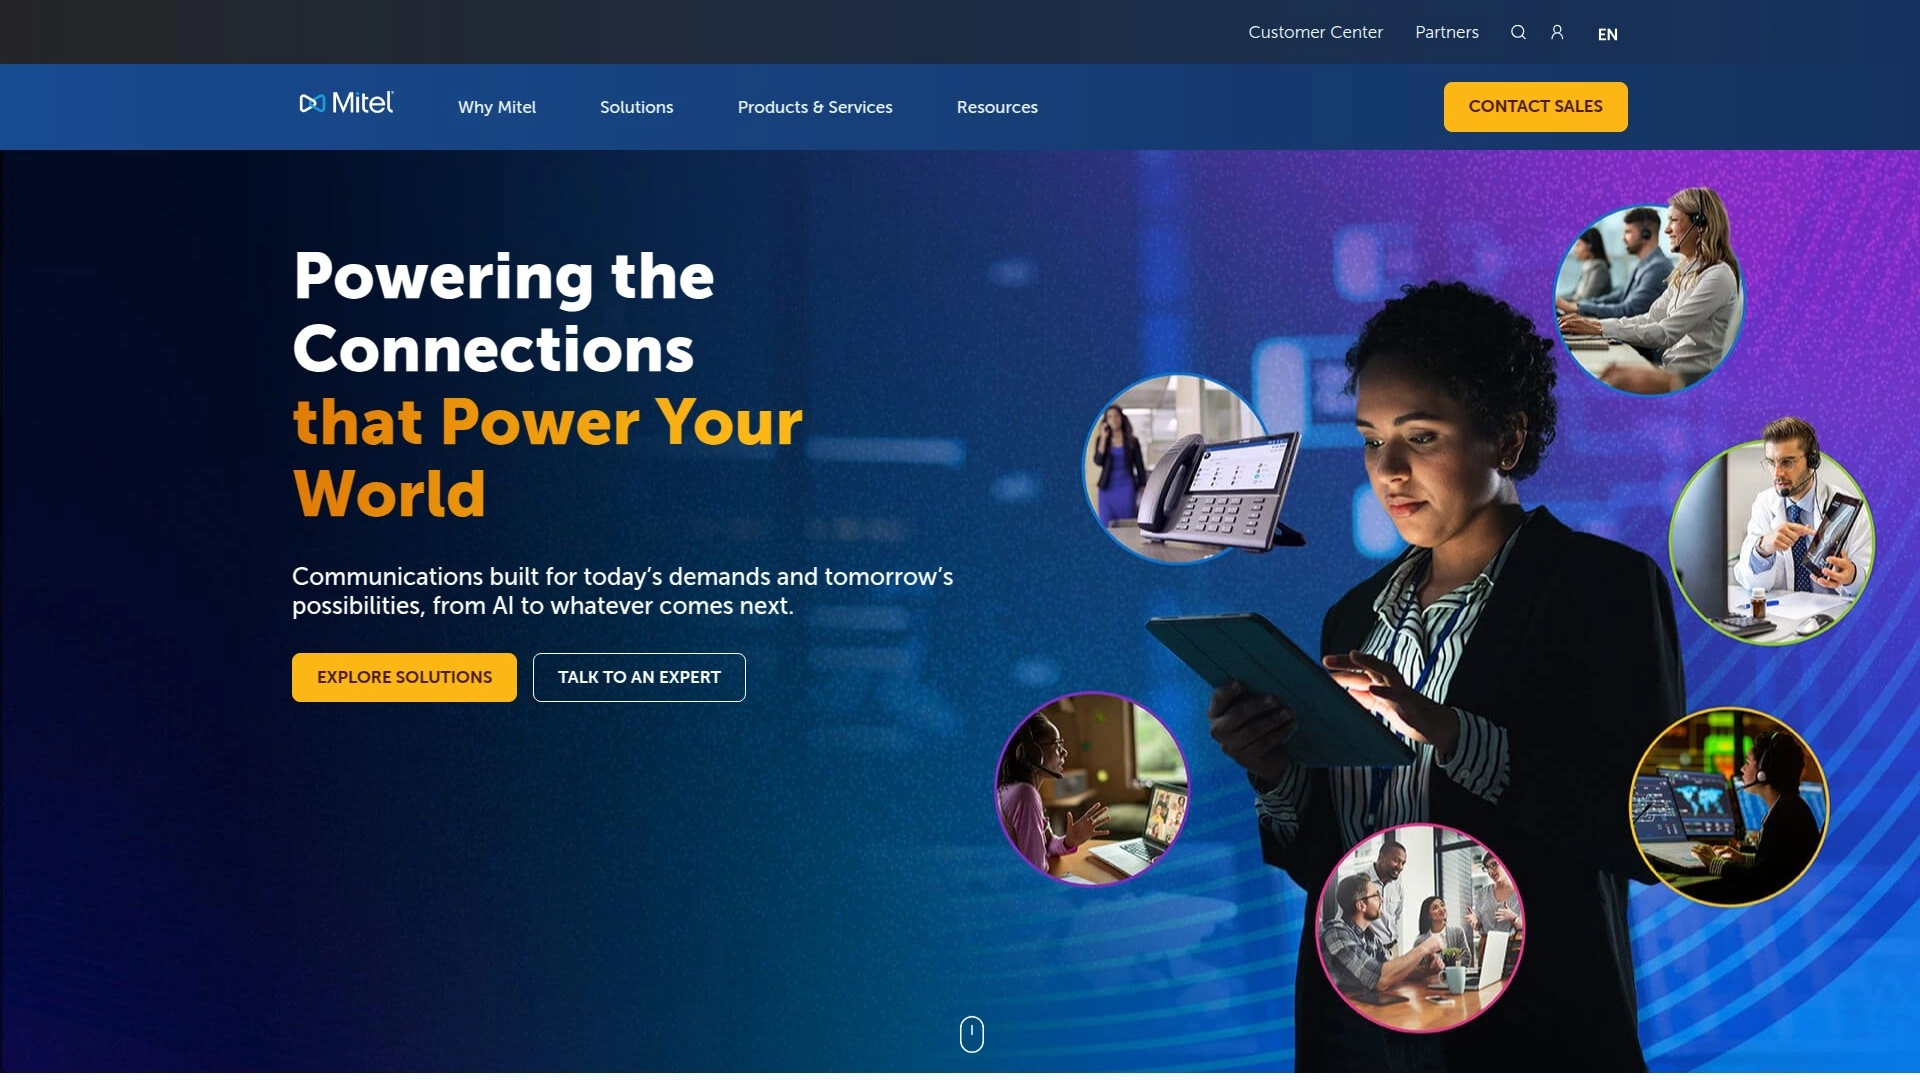 Customer Center
Partners
EN
Mitel
Why Mitel
Solutions
Products & Services
Resources
CONTACT SALES
Powering the
Connections
that Power Your
World
Communications built for today’s demands and tomorrow’s
possibilities, from AI to whatever comes next.
EXPLORE SOLUTIONS
TALK TO AN EXPERT